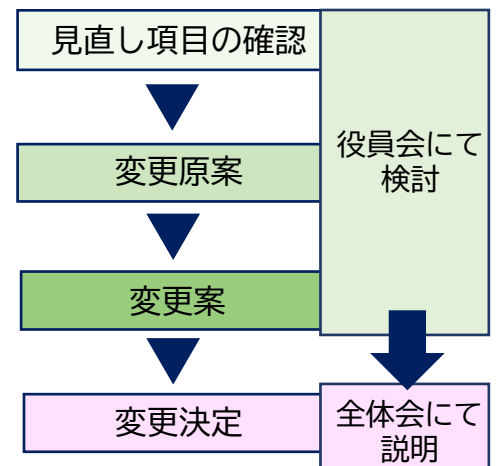 見直し項目の確認
変更原案
変更案
変更決定
役員会にて
検討
全体会にて
説明